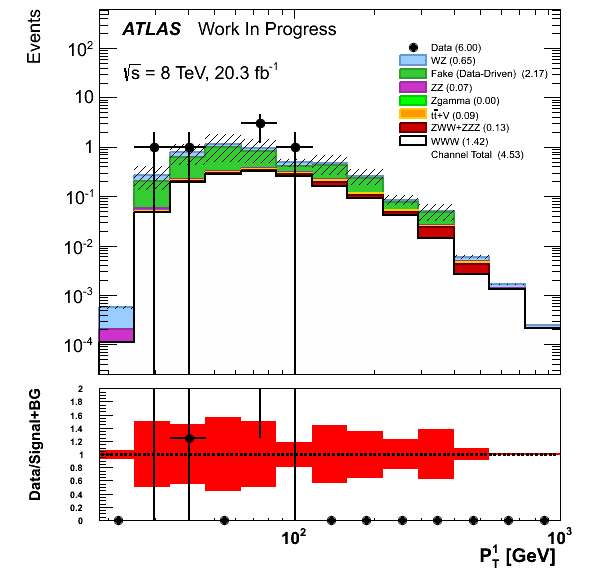 ATLAS Work In Progress
√s = 8 TeV, 20.3 fb⁻¹
Events
10²
10
1
10⁻¹
10⁻²
10⁻³
10⁻⁴
Data (6.00)
WZ (0.65)
Fake (Data-Driven) (2.17)
ZZ (0.07)
Zgamma (0.00)
tt̄+V (0.09)
ZWW+ZZZ (0.13)
WWW (1.42)
Channel Total (4.53)
Data/Signal+BG
2
1.8
1.6
1.4
1.2
1
0.8
0.6
0.4
0.2
0
10²
10³
P_T^1 [GeV]